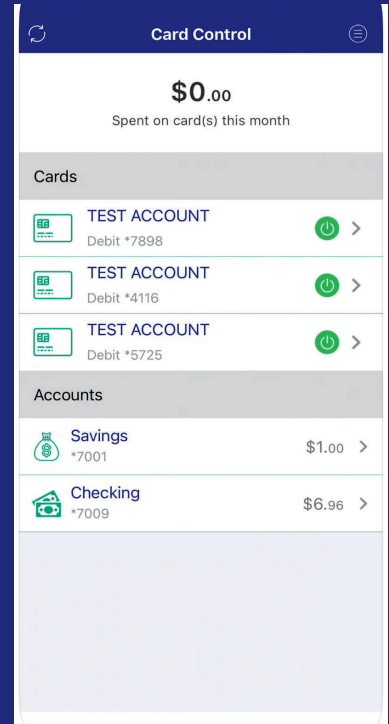 Card Control
$0.00
Spent on card(s) this month
Cards
TEST ACCOUNT
Debit *7898
TEST ACCOUNT
Debit *4116
TEST ACCOUNT
Debit *5725
Accounts
Savings
*7001
$1.00
Checking
*7009
$6.96